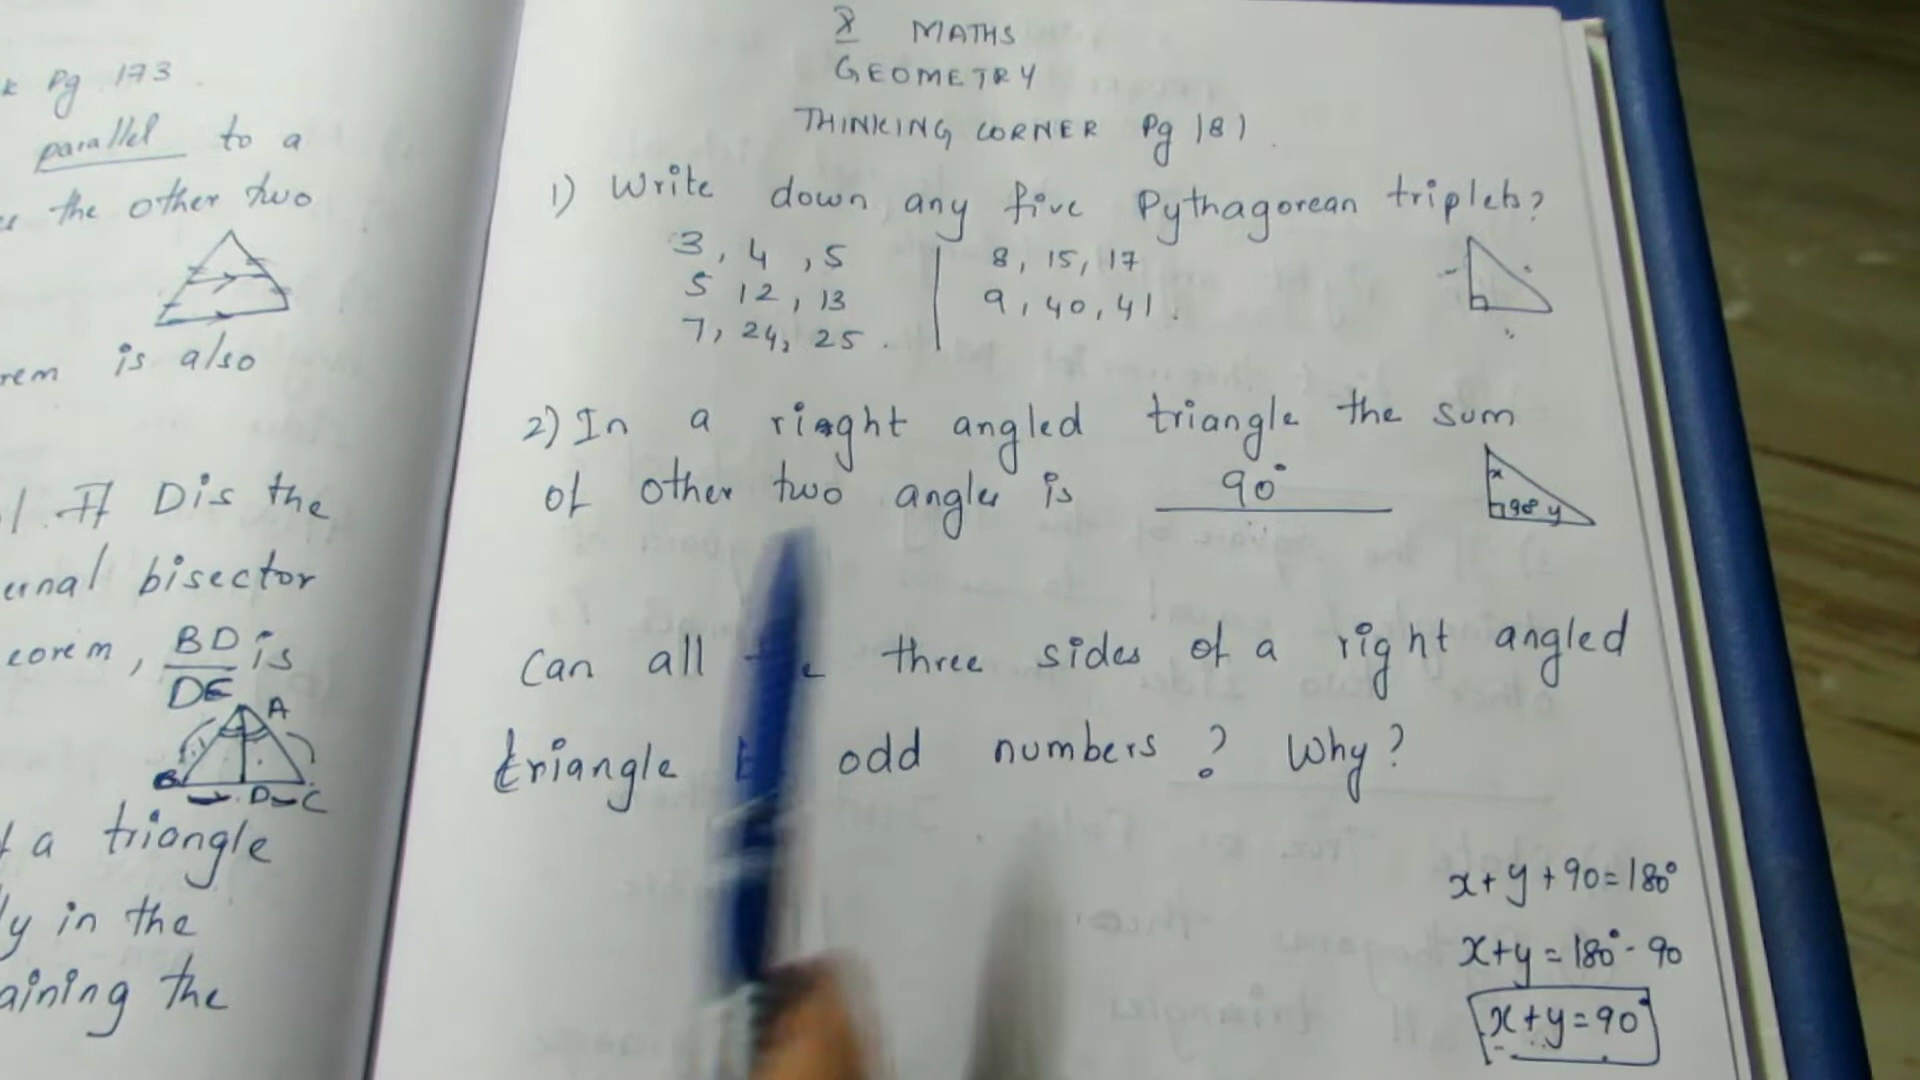 Pg 173
parallel to a
the other two
is also
If D is the
bisector
BD is
DE
A
B D C
a triangle
in the
the
X MATHS
GEOMETRY
THINKING CORNER Pg 181
1) Write down any five Pythagorean triplets?
3, 4, 5 8, 15, 17
5 12, 13 9, 40, 41.
7, 24, 25.
2) In a right angled triangle the sum
of other two angles is 90°
x
90° y
Can all three sides of a right angled
triangle odd numbers? Why?
x + y + 90 = 180°
x + y = 180° - 90
x + y = 90°